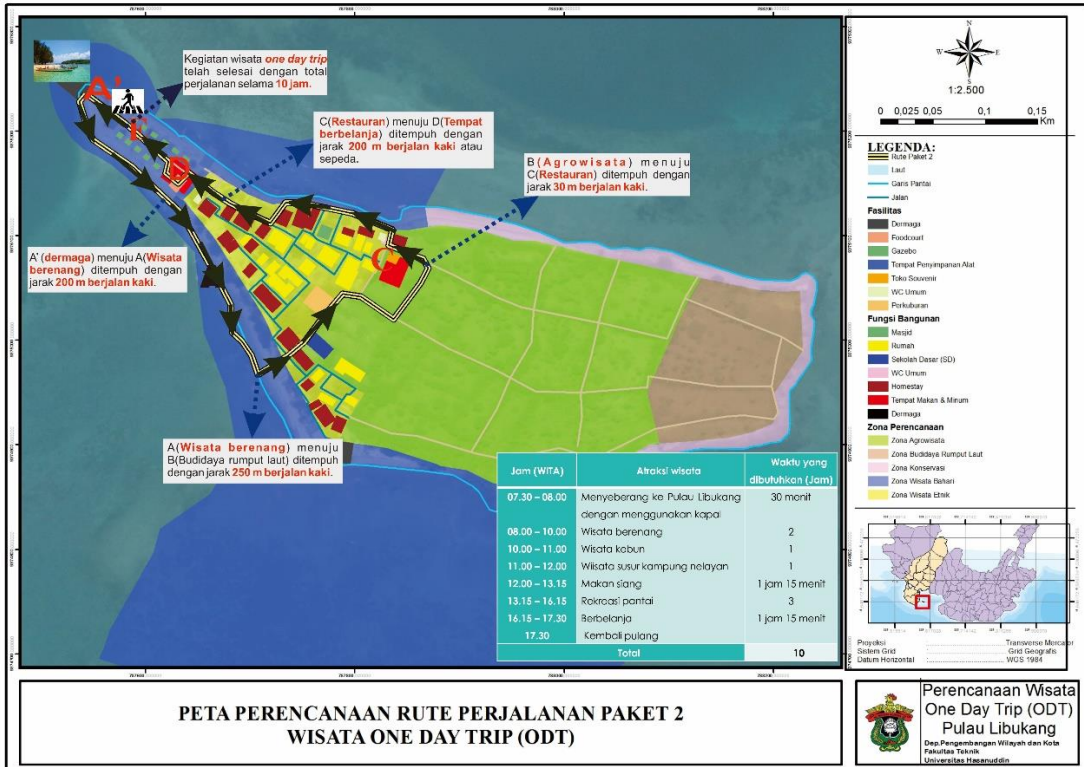 Kegiatan wisata one day trip
telah selesai dengan total
perjalanan selama 10 jam.
C(Restauran) menuju D(Tempat
berbelanja) ditempuh dengan
jarak 200 m berjalan kaki atau
sepeda.
B(Agrowisata) menuju
C(Restauran) ditempuh dengan
jarak 30 m berjalan kaki.
A'
D
C
A'(dermaga) menuju A(Wisata
berenang) ditempuh dengan
jarak 200 m berjalan kaki.
A(Wisata berenang) menuju
B(Budidaya rumput laut) ditempuh
dengan jarak 250 m berjalan kaki.
Jam (WITA) Atraksi wisata Waktu yang
dibutuhkan (Jam)
07.30 – 08.00 Menyeberang ke Pulau Libukang 30 menit
dengan menggunakan kapal
08.00 – 10.00 Wisata berenang 2
10.00 – 11.00 Wisata kebun 1
11.00 – 12.00 Wiisata susur kampung nelayan 1
12.00 – 13.15 Makan siang 1 jam 15 menit
13.15 – 16.15 Rekreasi pantai 3
16.15 – 17.30 Berbelanja 1 jam 15 menit
17.30 Kembali pulang
Total 10
N
W E
S
1:2.500
0 0,025 0,05 0,1 0,15
Km
LEGENDA:
Rute Paket 2
Laut
Garis Pantai
Jalan
Fasilitas
Dermaga
Foodcourt
Gazebo
Tempat Penyimpanan Alat
Toko Souvenir
WC Umum
Perkuburan
Fungsi Bangunan
Masjid
Rumah
Sekolah Dasar (SD)
WC Umum
Homestay
Tempat Makan & Minum
Dermaga
Zona Perencanaan
Zona Agrowisata
Zona Budidaya Rumput Laut
Zona Konservasi
Zona Wisata Bahari
Zona Wisata Etnik
Proyeksi : Transverse Mercator
Sistem Grid : Grid Geografis
Datum Horizontal : WGS 1984
PETA PERENCANAAN RUTE PERJALANAN PAKET 2
WISATA ONE DAY TRIP (ODT)
Perencanaan Wisata
One Day Trip (ODT)
Pulau Libukang
Dep.Pengembangan Wilayah dan Kota
Fakultas Teknik
Universitas Hasanuddin